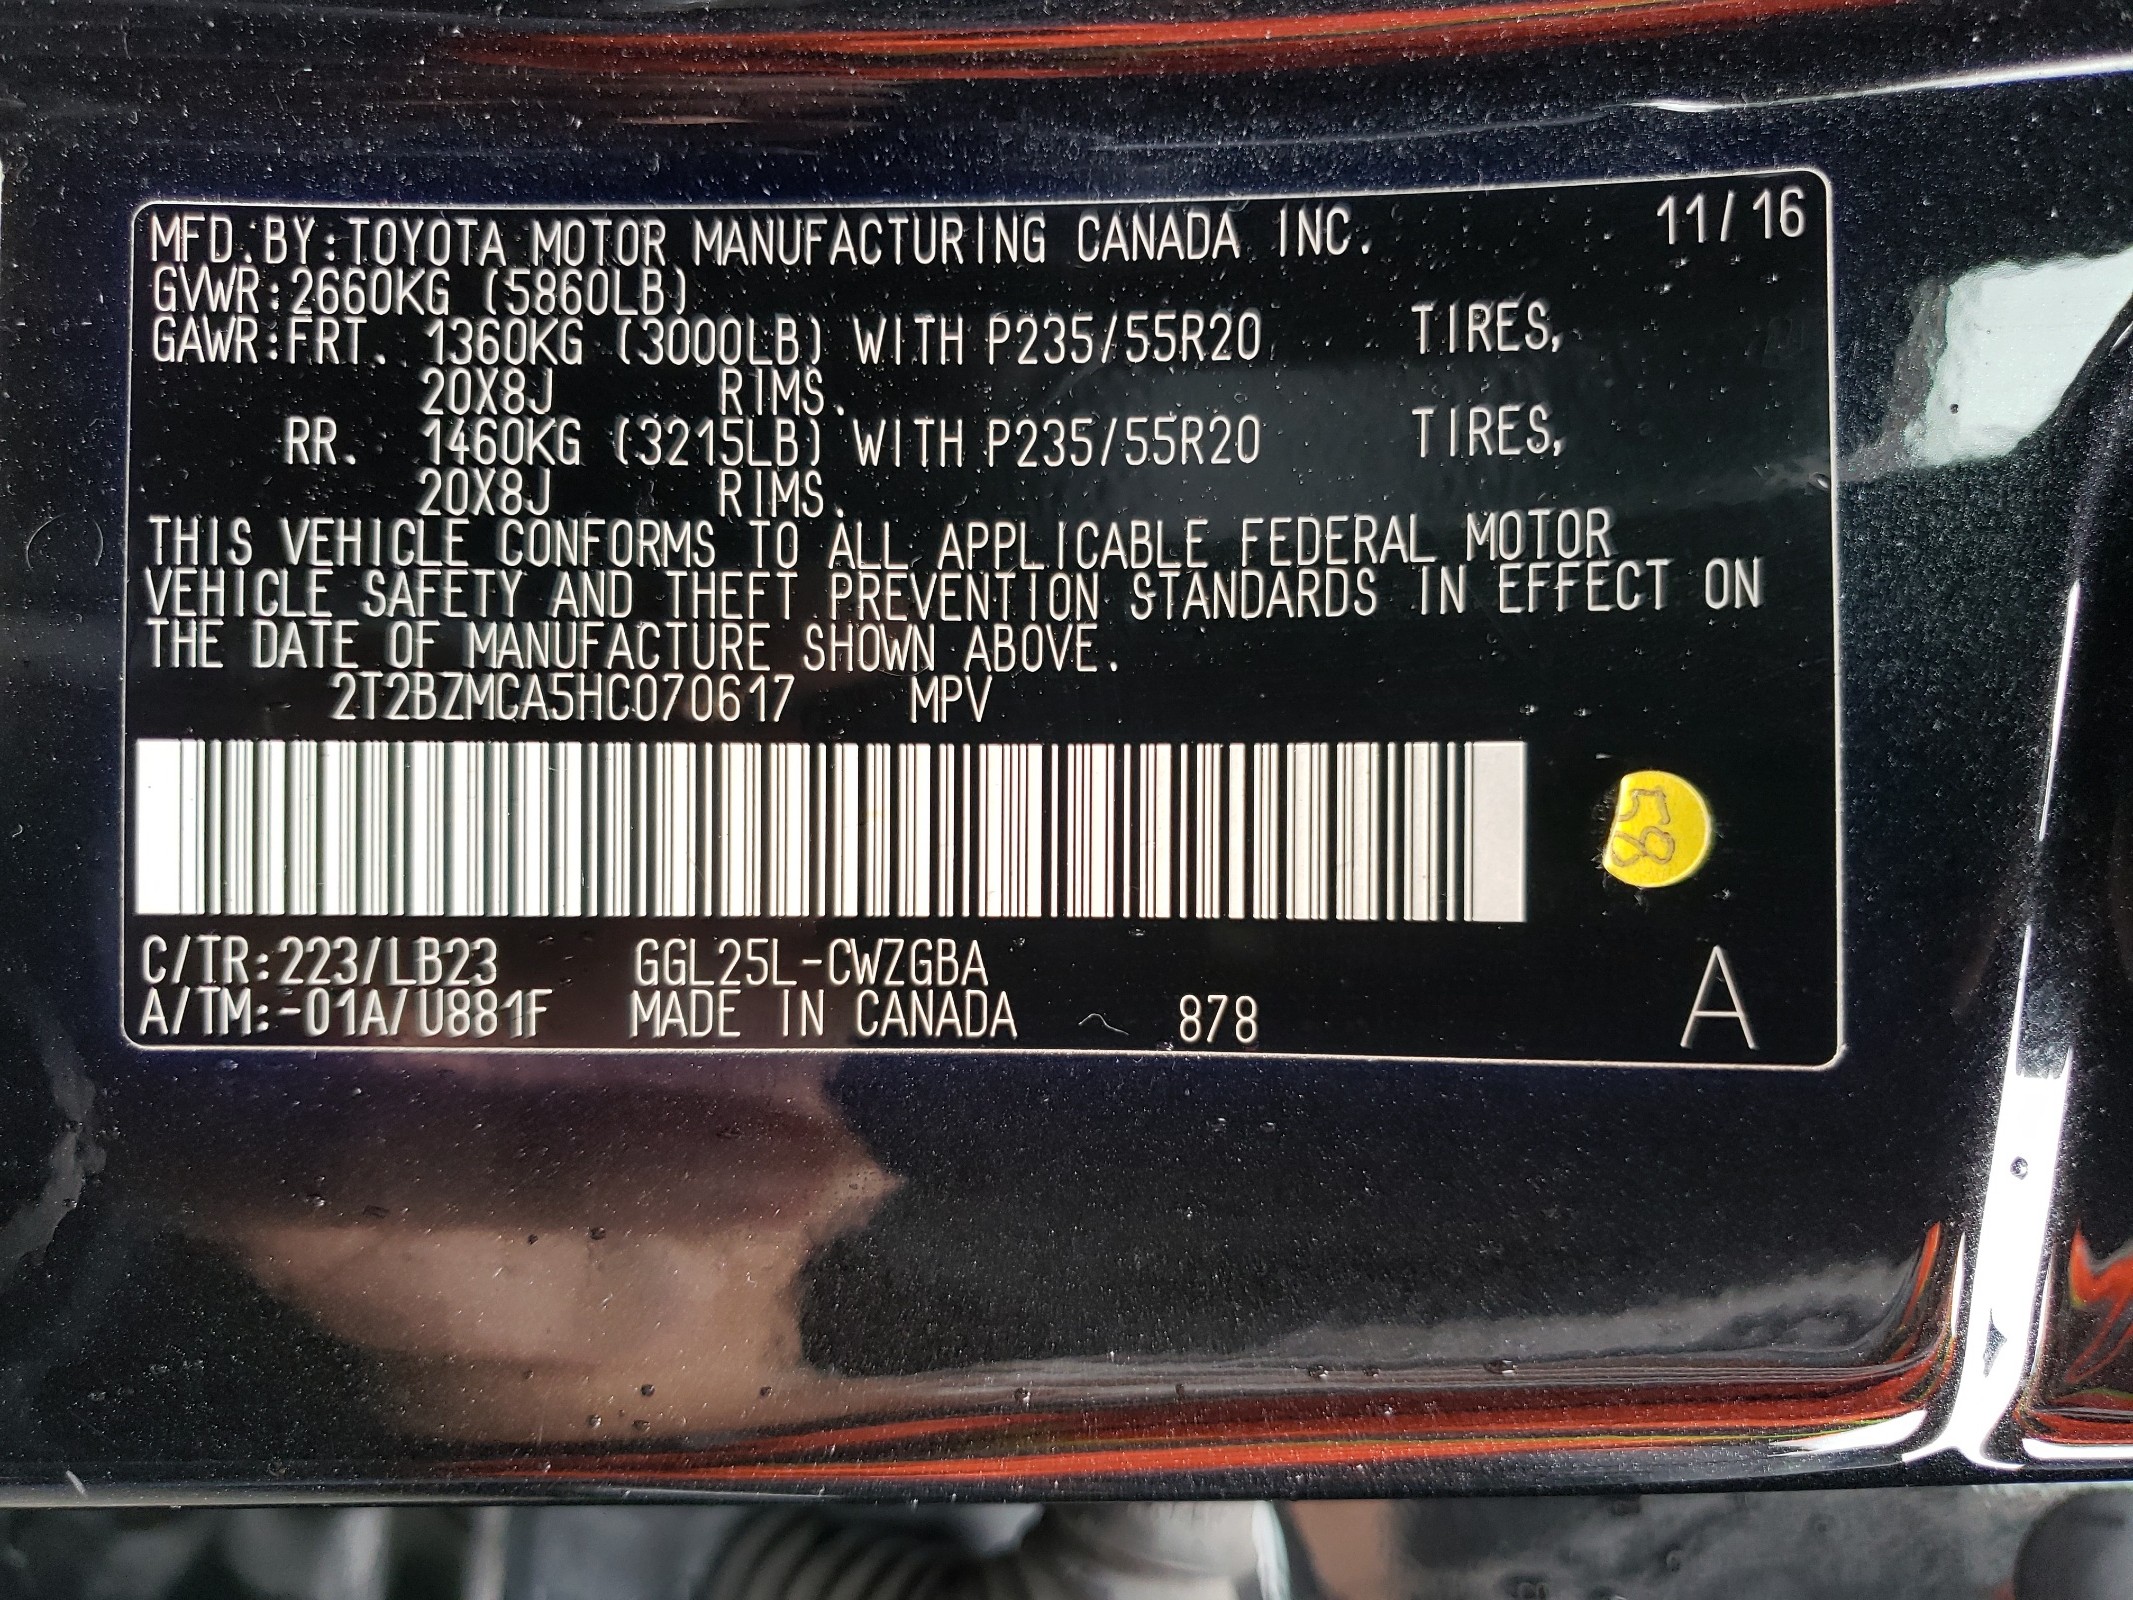 MFD.BY:TOYOTA MOTOR MANUFACTURING CANADA INC. 11/16
GVWR:2660KG (5860LB)
GAWR:FRT. 1360KG (3000LB) WITH P235/55R20 TIRES,
20X8J RIMS.
RR. 1460KG (3215LB) WITH P235/55R20 TIRES,
20X8J RIMS.
THIS VEHICLE CONFORMS TO ALL APPLICABLE FEDERAL MOTOR
VEHICLE SAFETY AND THEFT PREVENTION STANDARDS IN EFFECT ON
THE DATE OF MANUFACTURE SHOWN ABOVE.
2T2BZMCA5HC070617 MPV
58
C/TR:223/LB23 GGL25L-CWZGBA
A/TM:-01A/U881F MADE IN CANADA 878 A